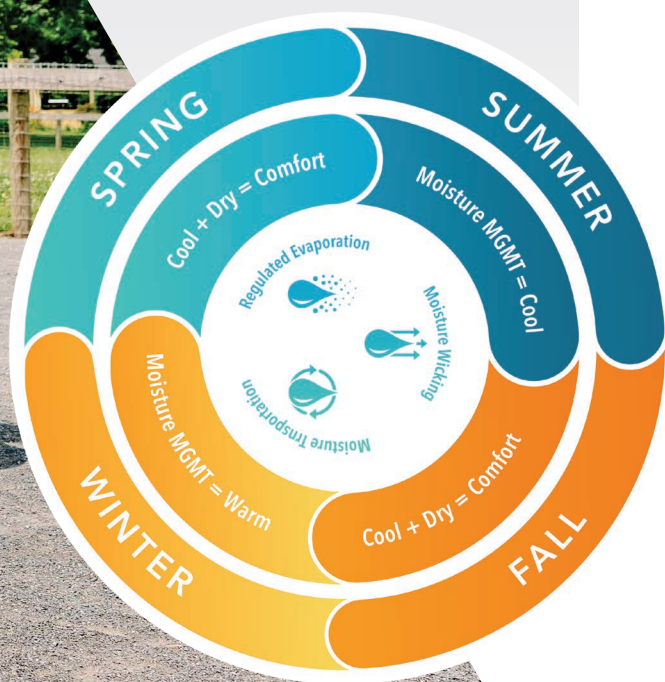 SPRING
SUMMER
FALL
WINTER
Cool + Dry = Comfort
Moisture MGMT = Cool
Cool + Dry = Comfort
Moisture MGMT = Warm
Regulated Evaporation
Moisture Wicking
Moisture Trnsportation